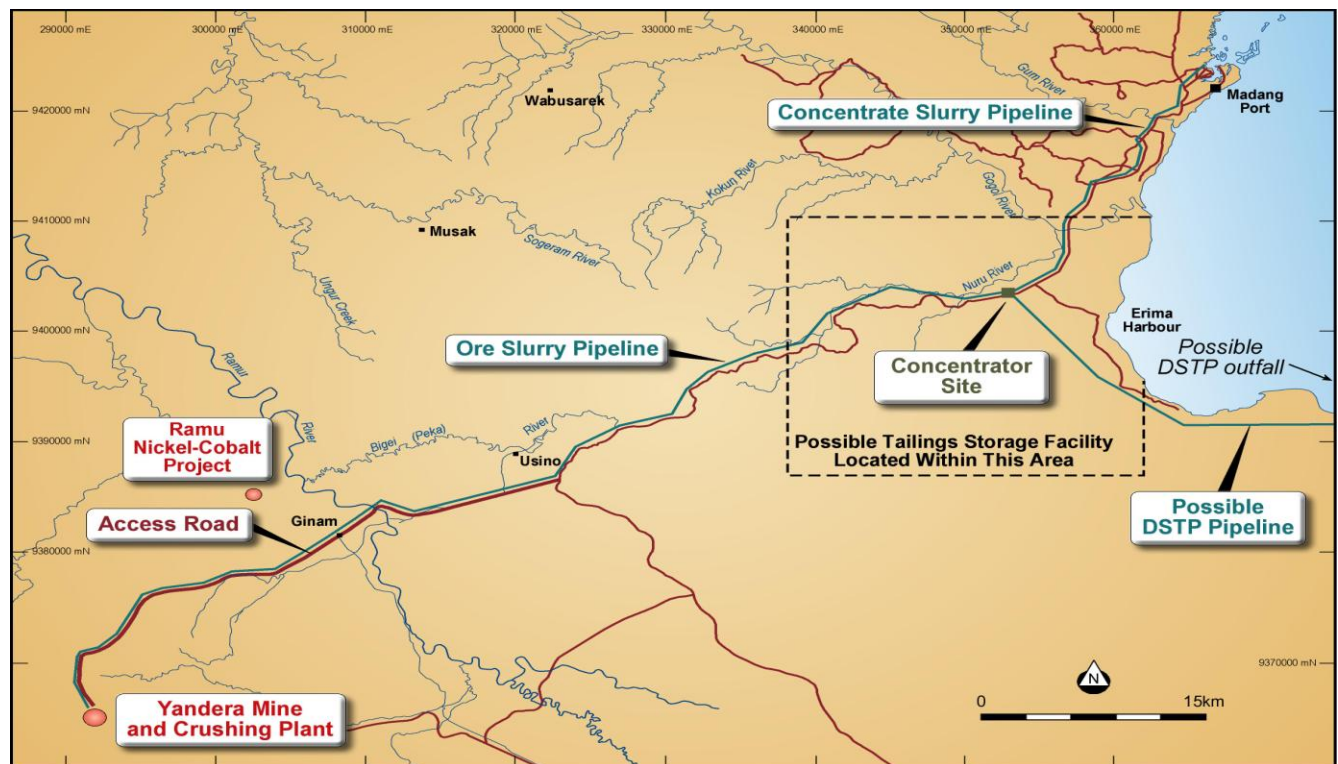 290000 mE
300000 mE
310000 mE
320000 mE
330000 mE
340000 mE
350000 mE
360000 mE
9420000 mN
9410000 mN
9400000 mN
9390000 mN
9380000 mN
9370000 mN
Wabusarek
Gum River
Concentrate Slurry Pipeline
Madang
Port
Kokun River
Gogol River
Musak
Sogeram River
Ungur Creek
Nuru River
Ramur
River
Ore Slurry Pipeline
Concentrator
Site
Erima
Harbour
Possible
DSTP outfall
Ramu
Nickel-Cobalt
Project
Bigei (Peka) River
Usino
Possible Tailings Storage Facility
Located Within This Area
Access Road
Ginam
Possible
DSTP Pipeline
Yandera Mine
and Crushing Plant
N
0 15km